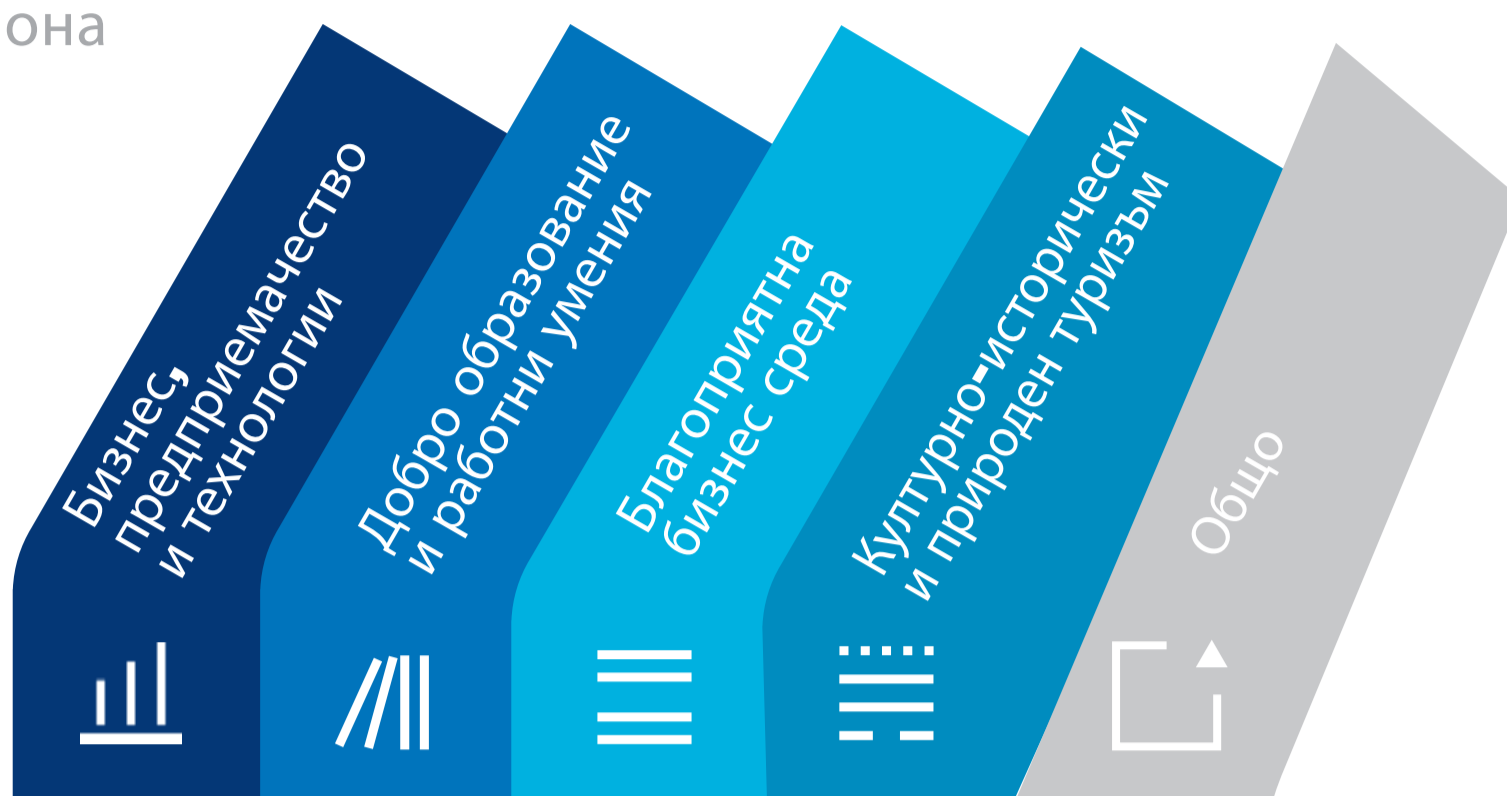 она
Бизнес,
предприемачество
и технологии
Добро образование
и работни умения
Благоприятна
бизнес среда
Културно-исторически
и природен туризъм
Общо